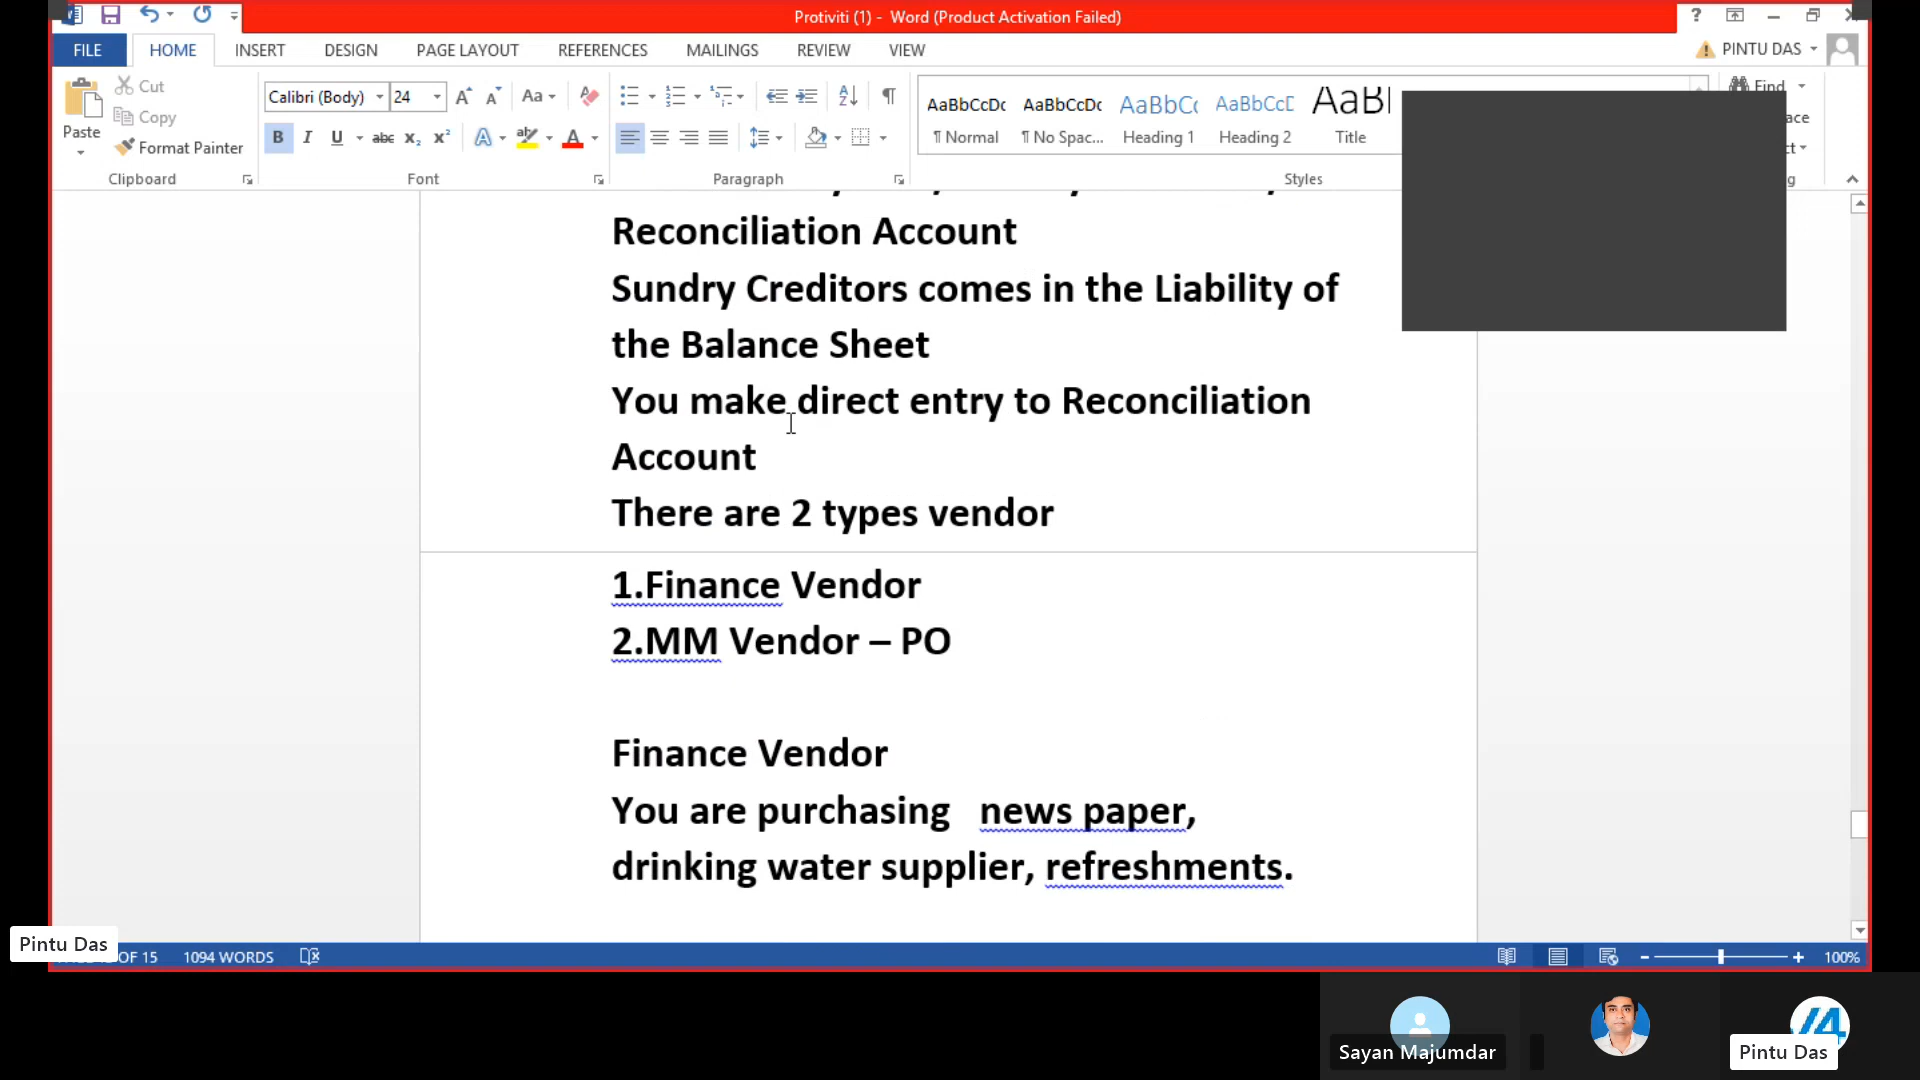 Protiviti (1) - Word (Product Activation Failed)
FILE HOME INSERT DESIGN PAGE LAYOUT REFERENCES MAILINGS REVIEW VIEW PINTU DAS
Paste
Cut
Copy
Format Painter
Calibri (Body) 24
Clipboard Font Paragraph Styles
AaBbCcDc AaBbCcDc AaBbC AaBbCcD AaB
¶ Normal ¶ No Spac... Heading 1 Heading 2 Title
Find
Reconciliation Account
Sundry Creditors comes in the Liability of
the Balance Sheet
You make direct entry to Reconciliation
Account
There are 2 types vendor
1.Finance Vendor
2.MM Vendor – PO
Finance Vendor
You are purchasing news paper,
drinking water supplier, refreshments.
Pintu Das
OF 15 1094 WORDS 100%
Sayan Majumdar
Pintu Das